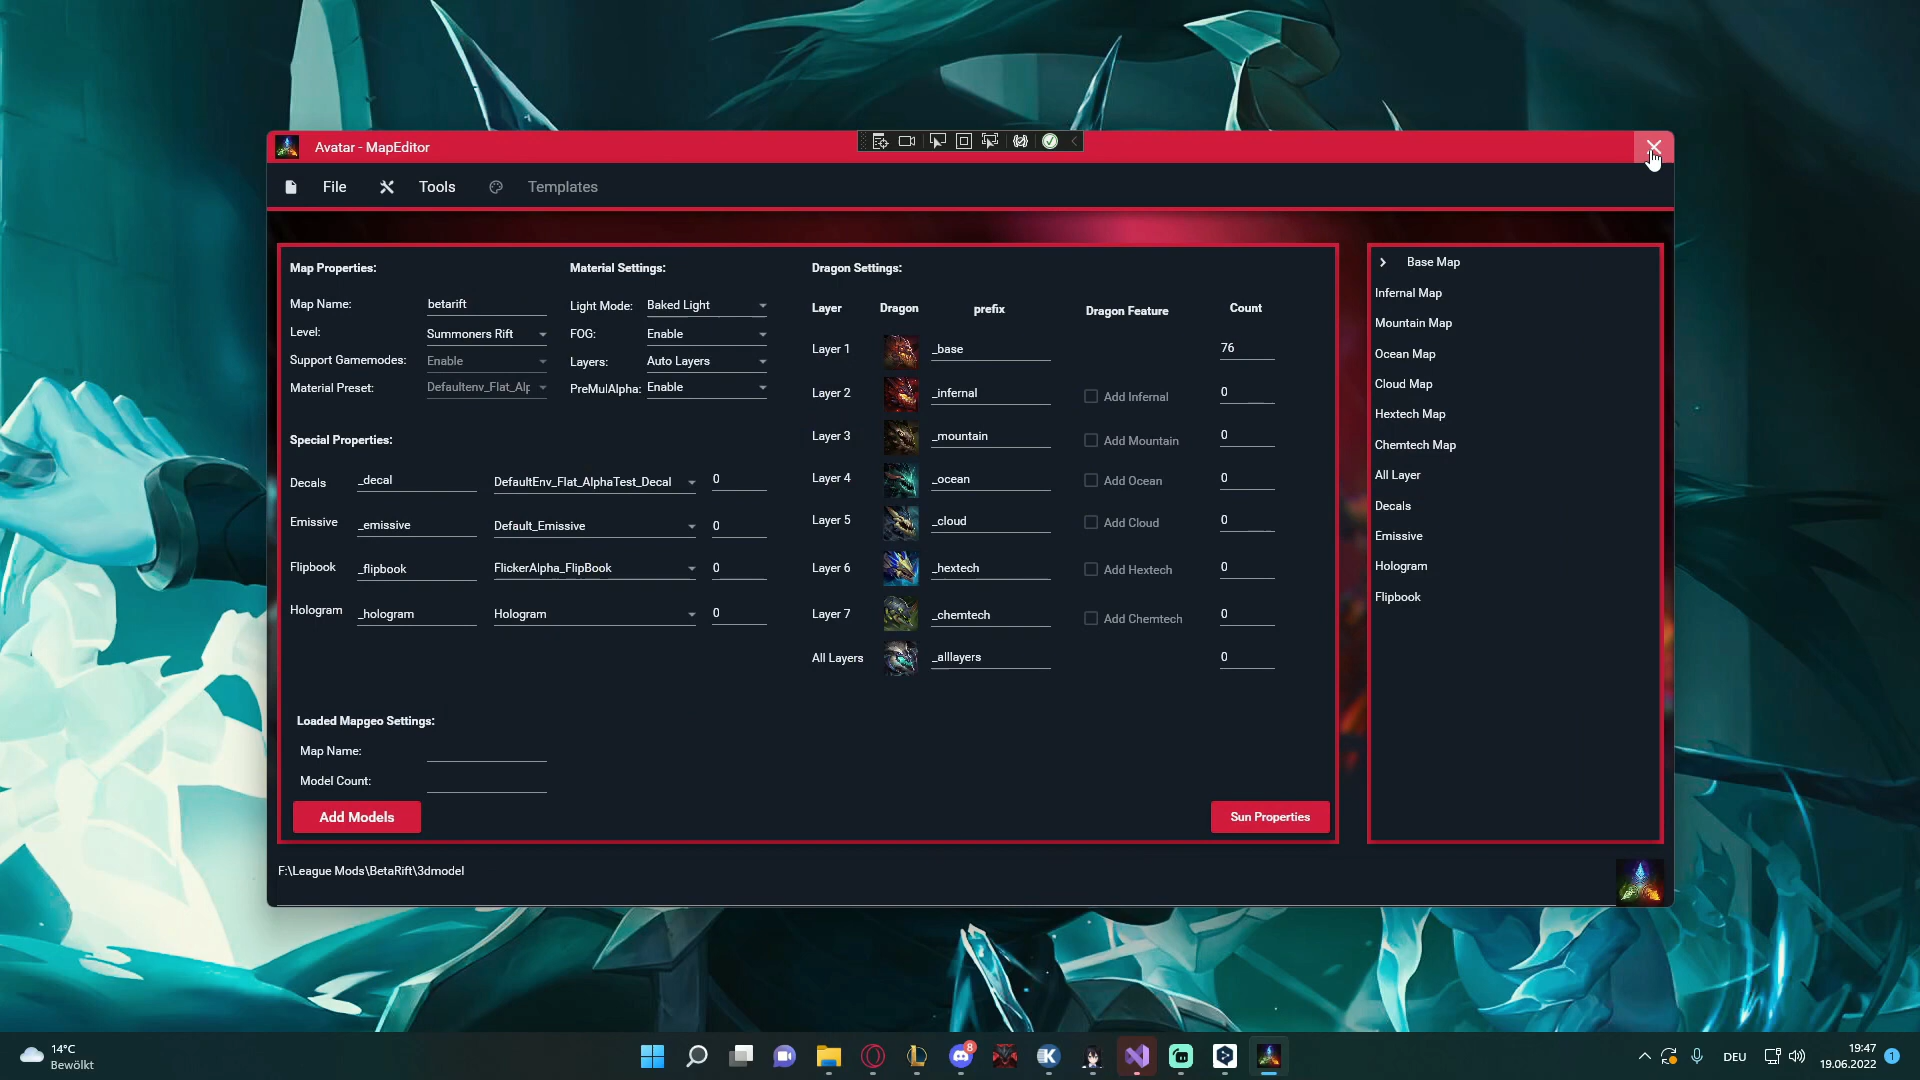 Avatar - MapEditor
File
Tools
Templates
Map Properties:
Map Name: betarift
Level: Summoners Rift
Support Gamemodes: Enable
Material Preset: Defaultenv_Flat_Alp
Material Settings:
Light Mode: Baked Light
FOG: Enable
Layers: Auto Layers
PreMulAlpha: Enable
Special Properties:
Decals _decal DefaultEnv_Flat_AlphaTest_Decal 0
Emissive _emissive Default_Emissive 0
Flipbook _flipbook FlickerAlpha_FlipBook 0
Hologram _hologram Hologram 0
Dragon Settings:
Layer Dragon prefix Dragon Feature Count
Layer 1 _base 76
Layer 2 _infernal Add Infernal 0
Layer 3 _mountain Add Mountain 0
Layer 4 _ocean Add Ocean 0
Layer 5 _cloud Add Cloud 0
Layer 6 _hextech Add Hextech 0
Layer 7 _chemtech Add Chemtech 0
All Layers _alllayers 0
Loaded Mapgeo Settings:
Map Name:
Model Count:
Add Models
Sun Properties
Base Map
Infernal Map
Mountain Map
Ocean Map
Cloud Map
Hextech Map
Chemtech Map
All Layer
Decals
Emissive
Hologram
Flipbook
F:\League Mods\BetaRift\3dmodel
14°C
Bewölkt
8
DEU
19:47
19.06.2022
1